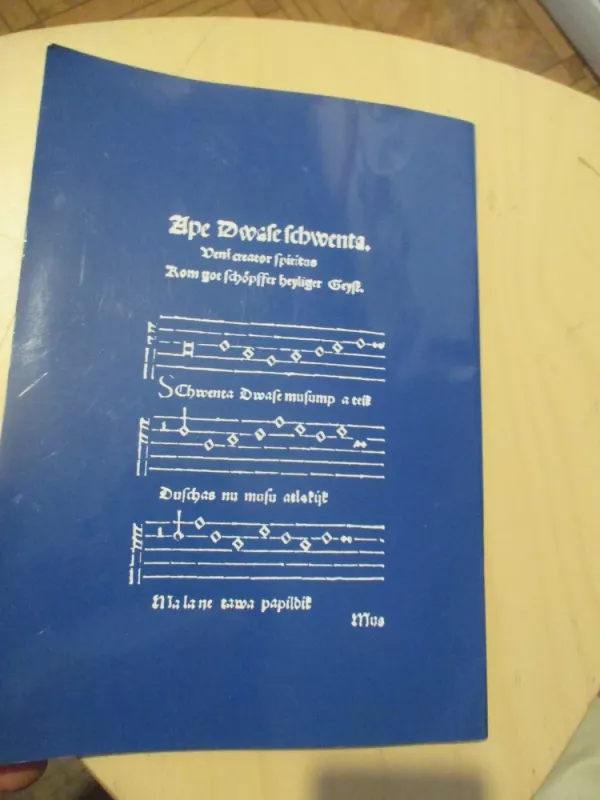 Ape Dwase schwenta.
Veni creator spiritus
Kom got schöpffer heyliger Geyst.
SChwenta Dwase musump ateik
Duschas nu musu atlakijk
Malane tawa papildik
Mus